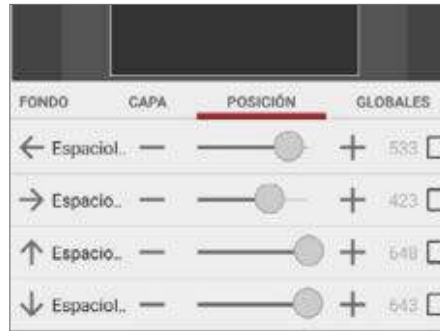 FONDO CAPA POSICIÓN GLOBALES
← Espaciol.. — + 533
→ Espacio.. — + 423
↑ Espacio.. — + 648
↓ Espaciol.. — + 643